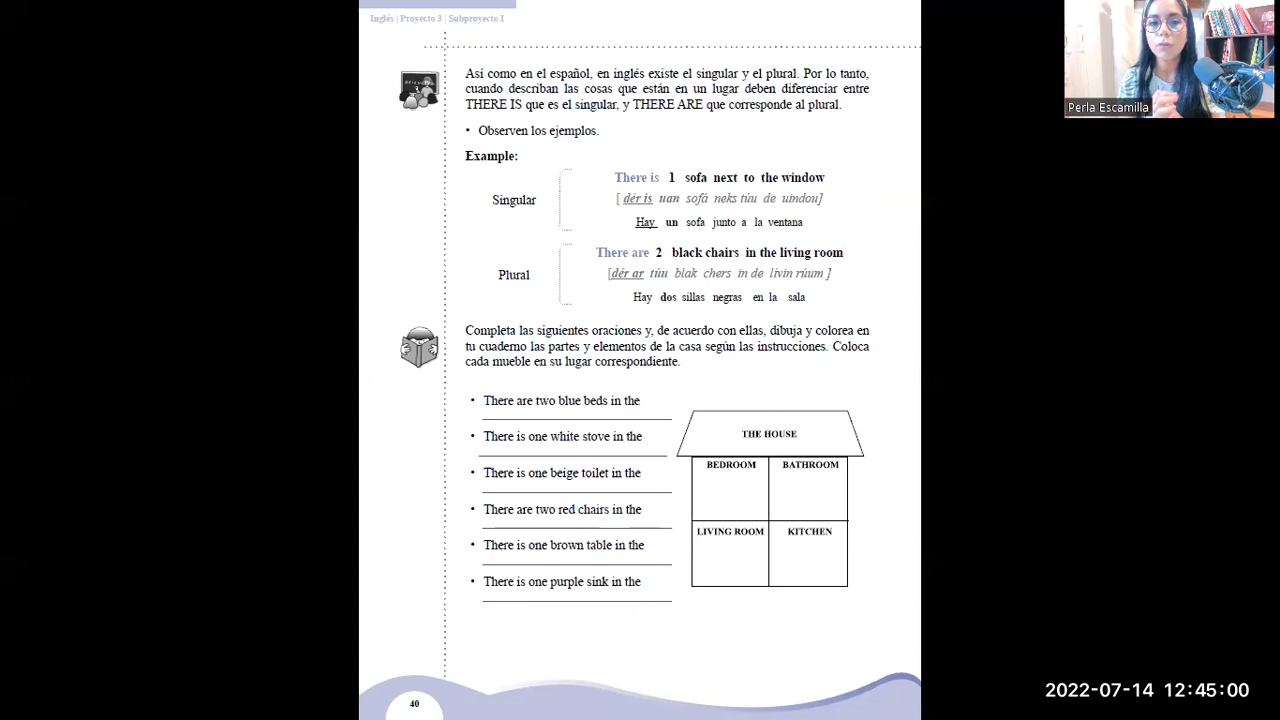 Inglés | Proyecto 3 | Subproyecto I
Así como en el español, en inglés existe el singular y el plural. Por lo tanto,
cuando describan las cosas que están en un lugar deben diferenciar entre
THERE IS que es el singular, y THERE ARE que corresponde al plural.
• Observen los ejemplos.
Example:
Singular
There is 1 sofa next to the window
[ dér is uan sofá neks túu de uindou]
Hay un sofa junto a la ventana
Plural
There are 2 black chairs in the living room
[dér ar túu blak chers in de livin rúum ]
Hay dos sillas negras en la sala
Completa las siguientes oraciones y, de acuerdo con ellas, dibuja y colorea en
tu cuaderno las partes y elementos de la casa según las instrucciones. Coloca
cada mueble en su lugar correspondiente.
• There are two blue beds in the
• There is one white stove in the
• There is one beige toilet in the
• There are two red chairs in the
• There is one brown table in the
• There is one purple sink in the
THE HOUSE
BEDROOM BATHROOM
LIVING ROOM KITCHEN
40
Perla Escamilla
2022-07-14 12:45:00